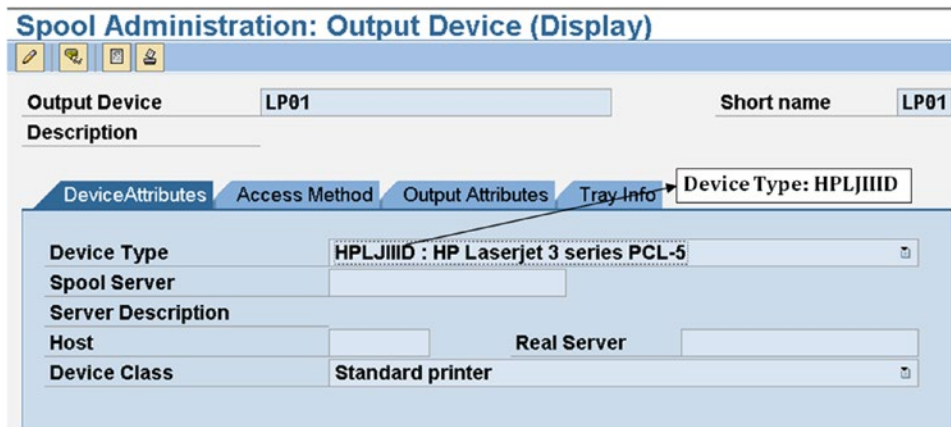 Spool Administration: Output Device (Display)
Output Device LP01 Short name LP01
Description
DeviceAttributes Access Method Output Attributes Tray Info Device Type: HPLJIIID
Device Type HPLJIIID : HP Laserjet 3 series PCL-5
Spool Server
Server Description
Host Real Server
Device Class Standard printer